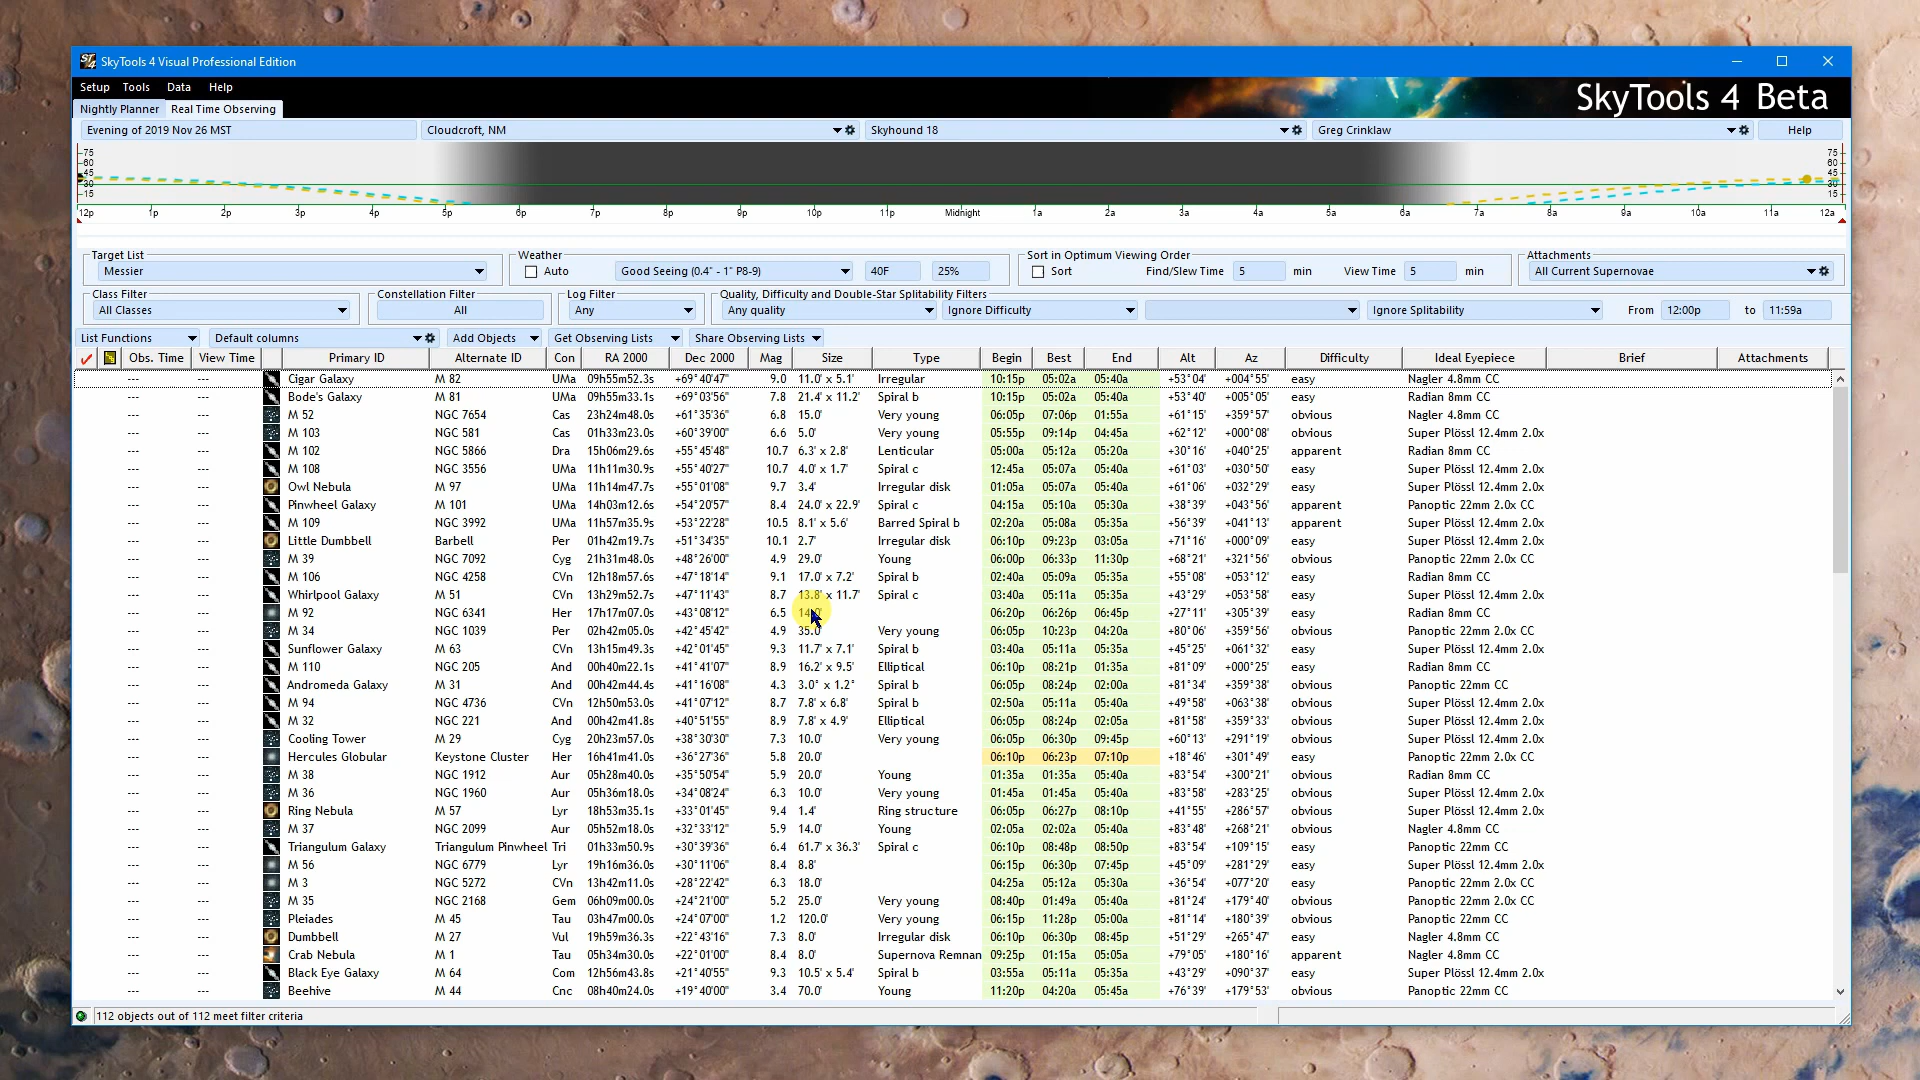 SkyTools 4 Visual Professional Edition
Setup Tools Data Help
SkyTools 4 Beta
Nightly Planner Real Time Observing
Evening of 2019 Nov 26 MST Cloudcroft, NM Skyhound 18 Greg Crinklaw Help
75 75
60 60
45 45
30 30
15 15
12p 1p 2p 3p 4p 5p 6p 7p 8p 9p 10p 11p Midnight 1a 2a 3a 4a 5a 6a 7a 8a 9a 10a 11a 12a
Target List Weather Sort in Optimum Viewing Order Attachments
Messier Auto Good Seeing (0.4" - 1" P8-9) 40F 25% Sort Find/Slew Time 5 min View Time 5 min All Current Supernovae
Class Filter Constellation Filter Log Filter Quality, Difficulty and Double-Star Splitability Filters
All Classes All Any Any quality Ignore Difficulty Ignore Splitability From 12:00p to 11:59a
List Functions Default columns Add Objects Get Observing Lists Share Observing Lists
Obs. Time View Time Primary ID Alternate ID Con RA 2000 Dec 2000 Mag Size Type Begin Best End Alt Az Difficulty Ideal Eyepiece Brief Attachments
--- --- Cigar Galaxy M 82 UMa 09h55m52.3s +69°40'47" 9.0 11.0' x 5.1' Irregular 10:15p 05:02a 05:40a +53°04' +004°55' easy Nagler 4.8mm CC
--- --- Bode's Galaxy M 81 UMa 09h55m33.1s +69°03'56" 7.8 21.4' x 11.2' Spiral b 10:15p 05:02a 05:40a +53°40' +005°05' easy Radian 8mm CC
--- --- M 52 NGC 7654 Cas 23h24m48.0s +61°35'36" 6.8 15.0' Very young 06:05p 07:06p 01:55a +61°15' +359°57' obvious Nagler 4.8mm CC
--- --- M 103 NGC 581 Cas 01h33m23.0s +60°39'00" 6.6 5.0' Very young 05:55p 09:14p 04:45a +62°12' +000°08' obvious Super Plössl 12.4mm 2.0x
--- --- M 102 NGC 5866 Dra 15h06m29.6s +55°45'48" 10.7 6.3' x 2.8' Lenticular 05:00a 05:12a 05:20a +30°16' +040°25' apparent Radian 8mm CC
--- --- M 108 NGC 3556 UMa 11h11m30.9s +55°40'27" 10.7 4.0' x 1.7' Spiral c 12:45a 05:07a 05:40a +61°03' +030°50' easy Super Plössl 12.4mm 2.0x
--- --- Owl Nebula M 97 UMa 11h14m47.7s +55°01'08" 9.7 3.4' Irregular disk 01:05a 05:07a 05:40a +61°06' +032°29' easy Super Plössl 12.4mm 2.0x
--- --- Pinwheel Galaxy M 101 UMa 14h03m12.6s +54°20'57" 8.4 24.0' x 22.9' Spiral c 04:15a 05:10a 05:30a +38°39' +043°56' apparent Panoptic 22mm 2.0x CC
--- --- M 109 NGC 3992 UMa 11h57m35.9s +53°22'28" 10.5 8.1' x 5.6' Barred Spiral b 02:20a 05:08a 05:35a +56°39' +041°13' apparent Super Plössl 12.4mm 2.0x
--- --- Little Dumbbell Barbell Per 01h42m19.7s +51°34'35" 10.1 2.7' Irregular disk 06:10p 09:23p 03:05a +71°16' +000°09' easy Super Plössl 12.4mm 2.0x
--- --- M 39 NGC 7092 Cyg 21h31m48.0s +48°26'00" 4.9 29.0' Young 06:00p 06:33p 11:30p +68°21' +321°56' obvious Panoptic 22mm 2.0x CC
--- --- M 106 NGC 4258 CVn 12h18m57.6s +47°18'14" 9.1 17.0' x 7.2' Spiral b 02:40a 05:09a 05:35a +55°08' +053°12' easy Radian 8mm CC
--- --- Whirlpool Galaxy M 51 CVn 13h29m52.7s +47°11'43" 8.7 13.8' x 11.7' Spiral c 03:40a 05:11a 05:35a +43°29' +053°58' easy Super Plössl 12.4mm 2.0x
--- --- M 92 NGC 6341 Her 17h17m07.0s +43°08'12" 6.5 06:20p 06:26p 06:45p +27°11' +305°39' easy Radian 8mm CC
--- --- M 34 NGC 1039 Per 02h42m05.0s +42°45'42" 4.9 35.0' Very young 06:05p 10:23p 04:20a +80°06' +359°56' obvious Panoptic 22mm 2.0x CC
--- --- Sunflower Galaxy M 63 CVn 13h15m49.3s +42°01'45" 9.3 11.7' x 7.1' Spiral b 03:40a 05:11a 05:35a +45°25' +061°32' easy Super Plössl 12.4mm 2.0x
--- --- M 110 NGC 205 And 00h40m22.1s +41°41'07" 8.9 16.2' x 9.5' Elliptical 06:10p 08:21p 01:35a +81°09' +000°25' easy Radian 8mm CC
--- --- Andromeda Galaxy M 31 And 00h42m44.4s +41°16'08" 4.3 3.0° x 1.2° Spiral b 06:05p 08:24p 02:00a +81°34' +359°38' obvious Panoptic 22mm CC
--- --- M 94 NGC 4736 CVn 12h50m53.0s +41°07'12" 8.7 7.8' x 6.8' Spiral b 02:50a 05:11a 05:40a +49°58' +063°38' obvious Super Plössl 12.4mm 2.0x
--- --- M 32 NGC 221 And 00h42m41.8s +40°51'55" 8.9 7.8' x 4.9' Elliptical 06:05p 08:24p 02:05a +81°58' +359°33' obvious Super Plössl 12.4mm 2.0x
--- --- Cooling Tower M 29 Cyg 20h23m57.0s +38°30'30" 7.3 10.0' Very young 06:05p 06:30p 09:45p +60°13' +291°19' obvious Super Plössl 12.4mm 2.0x
--- --- Hercules Globular Keystone Cluster Her 16h41m41.0s +36°27'36" 5.8 20.0' 06:10p 06:23p 07:10p +18°46' +301°49' easy Panoptic 22mm 2.0x CC
--- --- M 38 NGC 1912 Aur 05h28m40.0s +35°50'54" 5.9 20.0' Young 01:35a 01:35a 05:40a +83°54' +300°21' obvious Radian 8mm CC
--- --- M 36 NGC 1960 Aur 05h36m18.0s +34°08'24" 6.3 10.0' Very young 01:45a 01:45a 05:40a +83°58' +283°25' obvious Super Plössl 12.4mm 2.0x
--- --- Ring Nebula M 57 Lyr 18h53m35.1s +33°01'45" 9.4 1.4' Ring structure 06:05p 06:27p 08:10p +41°55' +286°57' obvious Super Plössl 12.4mm 2.0x
--- --- M 37 NGC 2099 Aur 05h52m18.0s +32°33'12" 5.9 14.0' Young 02:05a 02:02a 05:40a +83°48' +268°21' obvious Nagler 4.8mm CC
--- --- Triangulum Galaxy Triangulum Pinwheel Tri 01h33m50.9s +30°39'36" 6.4 61.7' x 36.3' Spiral c 06:10p 08:48p 08:50p +83°54' +109°15' easy Panoptic 22mm CC
--- --- M 56 NGC 6779 Lyr 19h16m36.0s +30°11'06" 8.4 8.8' 06:15p 06:30p 07:45p +45°09' +281°29' easy Super Plössl 12.4mm 2.0x
--- --- M 3 NGC 5272 CVn 13h42m11.0s +28°22'42" 6.3 18.0' 04:25a 05:12a 05:30a +36°54' +077°20' easy Panoptic 22mm 2.0x CC
--- --- M 35 NGC 2168 Gem 06h09m00.0s +24°21'00" 5.2 25.0' Very young 08:40p 01:49a 05:40a +81°24' +179°40' obvious Panoptic 22mm 2.0x CC
--- --- Pleiades M 45 Tau 03h47m00.0s +24°07'00" 1.2 120.0' Very young 06:15p 11:28p 05:00a +81°14' +180°39' obvious Panoptic 22mm CC
--- --- Dumbbell M 27 Vul 19h59m36.3s +22°43'16" 7.3 8.0' Irregular disk 06:10p 06:30p 08:45p +51°29' +265°47' easy Nagler 4.8mm CC
--- --- Crab Nebula M 1 Tau 05h34m30.0s +22°01'00" 8.4 8.0' Supernova Remnan 09:25p 01:15a 05:05a +79°05' +180°16' apparent Nagler 4.8mm CC
--- --- Black Eye Galaxy M 64 Com 12h56m43.8s +21°40'55" 9.3 10.5' x 5.4' Spiral b 03:55a 05:11a 05:35a +43°29' +090°37' easy Super Plössl 12.4mm 2.0x
--- --- Beehive M 44 Cnc 08h40m24.0s +19°40'00" 3.4 70.0' Young 11:20p 04:20a 05:45a +76°39' +179°53' obvious Panoptic 22mm CC
112 objects out of 112 meet filter criteria